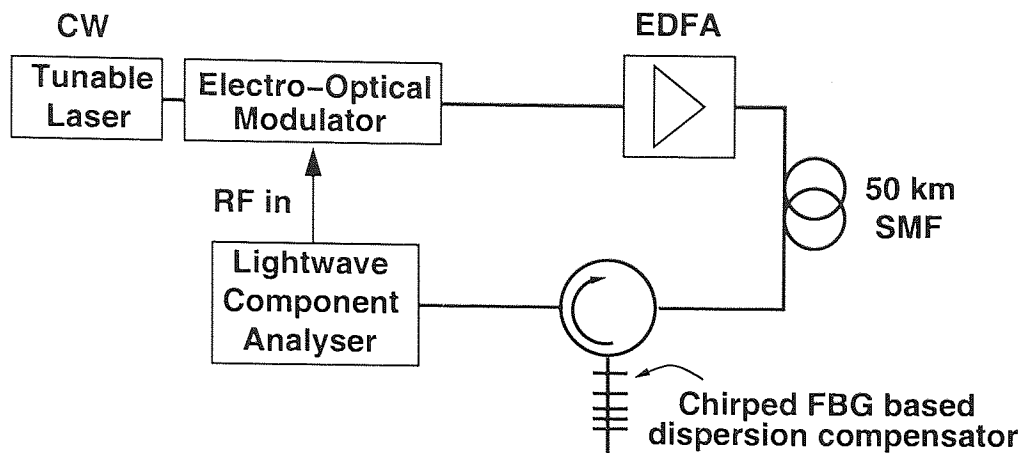 CW
EDFA
Tunable
Laser
Electro–Optical
Modulator
RF in
50 km
SMF
Lightwave
Component
Analyser
Chirped FBG based
dispersion compensator